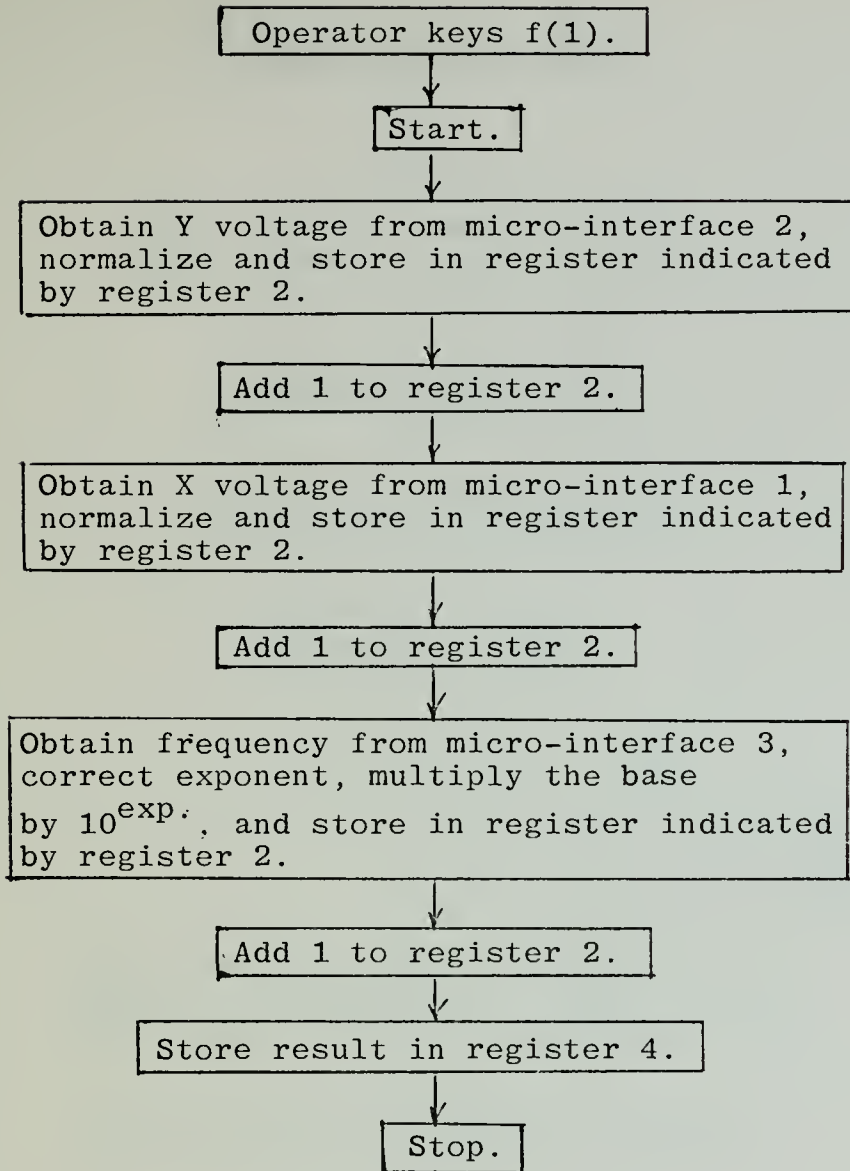 Operator keys f(1).
Start.
Obtain Y voltage from micro-interface 2,
normalize and store in register indicated
by register 2.
Add 1 to register 2.
Obtain X voltage from micro-interface 1,
normalize and store in register indicated
by register 2.
Add 1 to register 2.
Obtain frequency from micro-interface 3,
correct exponent, multiply the base
by 10^exp., and store in register indicated
by register 2.
Add 1 to register 2.
Store result in register 4.
Stop.